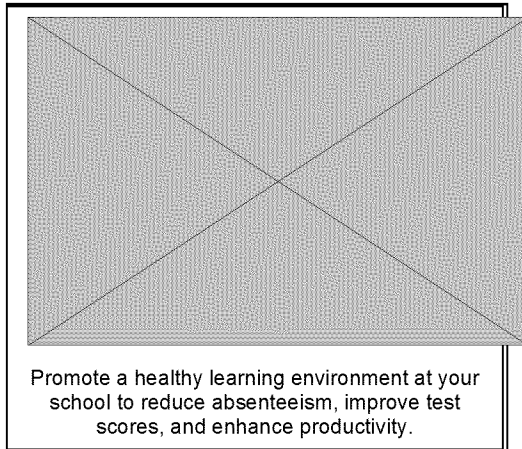 Promote a healthy learning environment at your
school to reduce absenteeism, improve test
scores, and enhance productivity.